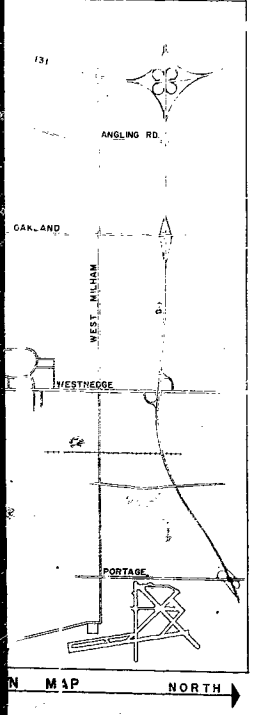 131
ANGLING RD.
OAKLAND
WEST MILHAM
WESTNEDGE
PORTAGE
N MAP
NORTH